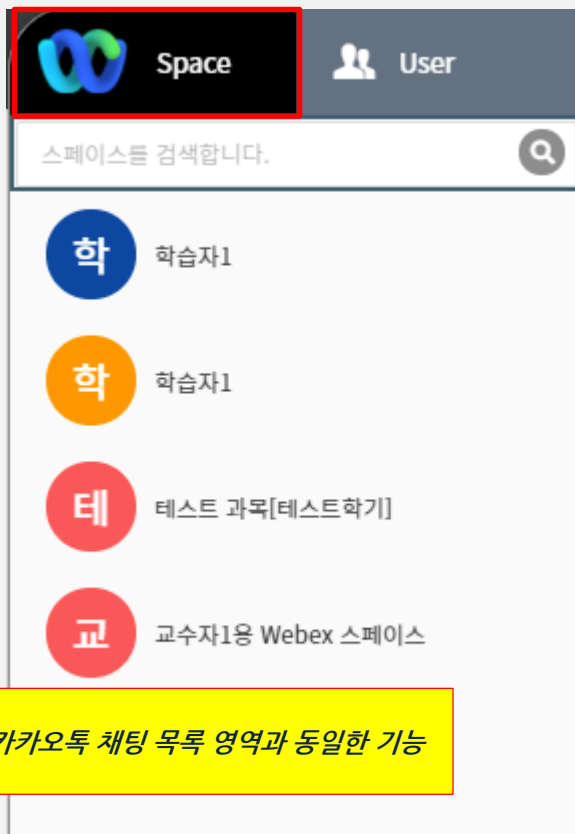 Space
User
스페이스를 검색합니다.
학
학습자1
학
학습자1
테
테스트 과목[테스트학기]
교
교수자1용 Webex 스페이스
카카오톡 채팅 목록 영역과 동일한 기능